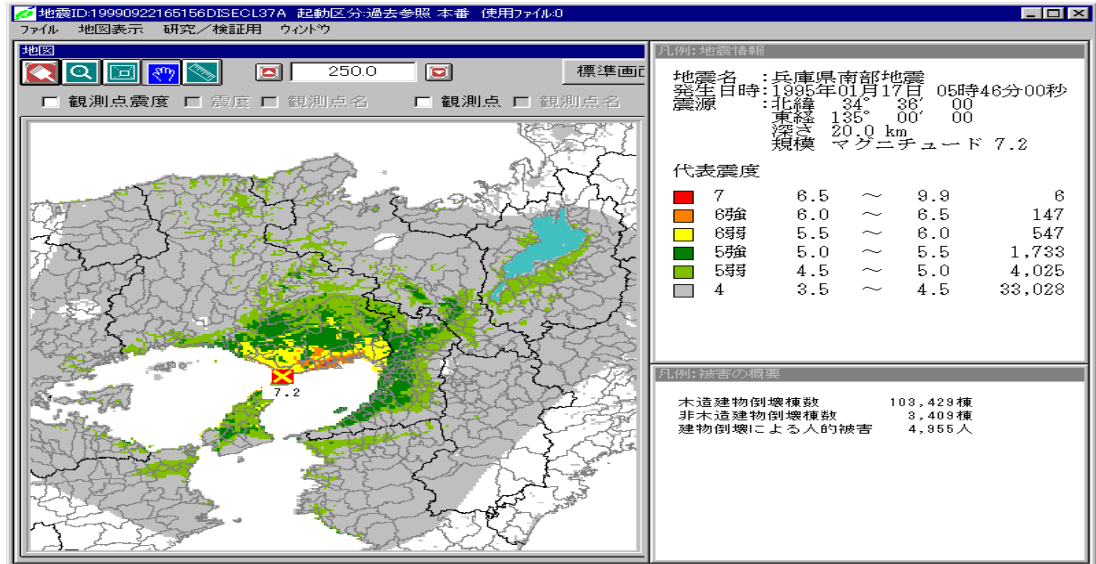 地震ID:19990922165156DISECL37A 起動区分:過去参照 本番 使用ファイル:0
ファイル 地図表示 研究／検証用 ウィンドウ
地図
250.0
標準画面
観測点震度 震度 観測点名 観測点 観測点名
7.2
凡例:地震情報
地震名 :兵庫県南部地震
発生日時:1995年01月17日 05時46分00秒
震源 :北緯 34° 36′ 00
東経 135° 00′ 00
深さ 20.0 km
規模 マグニチュード 7.2
代表震度
7 6.5 ～ 9.9 6
6強 6.0 ～ 6.5 147
6弱 5.5 ～ 6.0 547
5強 5.0 ～ 5.5 1,733
5弱 4.5 ～ 5.0 4,025
4 3.5 ～ 4.5 33,028
凡例:被害の概要
木造建物倒壊棟数 103,429棟
非木造建物倒壊棟数 3,409棟
建物倒壊による人的被害 4,955人